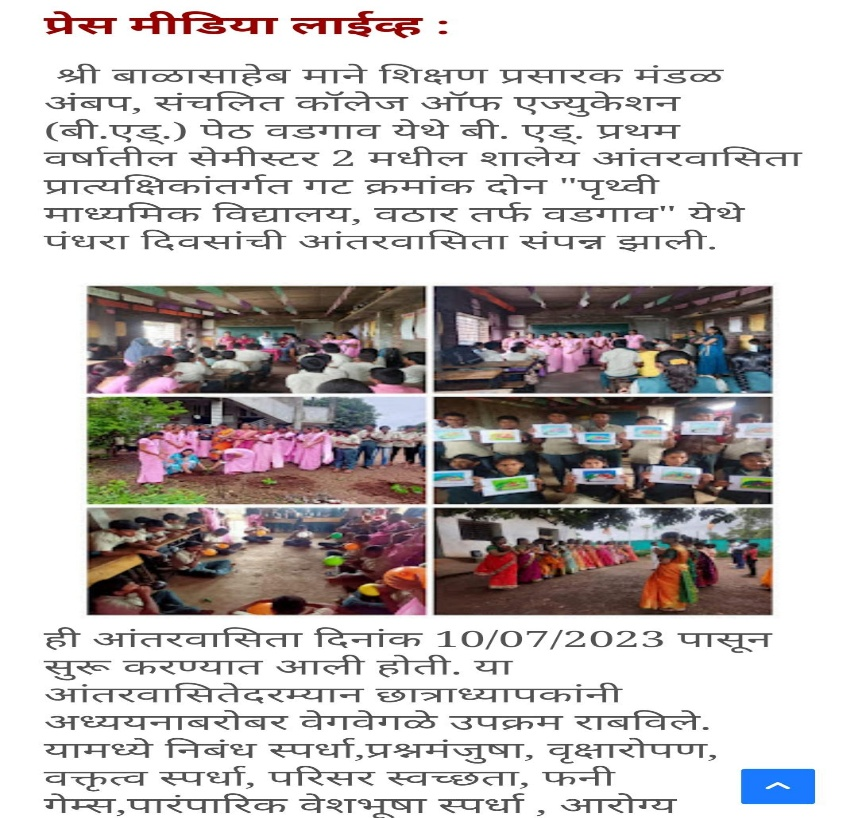 प्रेस मीडिया लाईव्ह :
श्री बाळासाहेब माने शिक्षण प्रसारक मंडळ
अंबप, संचलित कॉलेज ऑफ एज्युकेशन
(बी.एड्.) पेठ वडगाव येथे बी. एड्. प्रथम
वर्षातील सेमीस्टर 2 मधील शालेय आंतरवासिता
प्रात्यक्षिकांतर्गत गट क्रमांक दोन "पृथ्वी
माध्यमिक विद्यालय, वठार तर्फ वडगाव" येथे
पंधरा दिवसांची आंतरवासिता संपन्न झाली.
ही आंतरवासिता दिनांक 10/07/2023 पासून
सुरू करण्यात आली होती. या
आंतरवासितेदरम्यान छात्राध्यापकांनी
अध्ययनाबरोबर वेगवेगळे उपक्रम राबविले.
यामध्ये निबंध स्पर्धा,प्रश्नमंजुषा, वृक्षारोपण,
वक्तृत्व स्पर्धा, परिसर स्वच्छता, फनी
गेम्स,पारंपारिक वेशभूषा स्पर्धा , आरोग्य